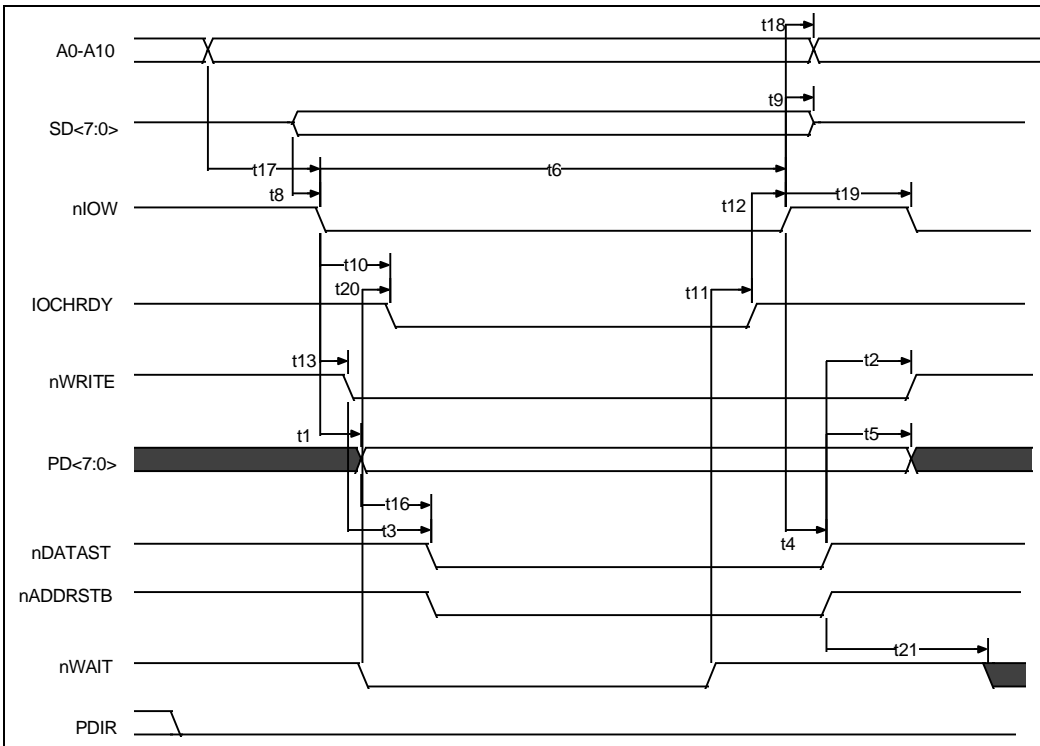 t18
A0-A10
t9
SD<7:0>
t17 t6
t8 t12 t19
nIOW
t10
t20 t11
IOCHRDY
t13 t2
nWRITE
t1 t5
PD<7:0>
t16
t3 t4
nDATAST
nADDRSTB
t21
nWAIT
PDIR